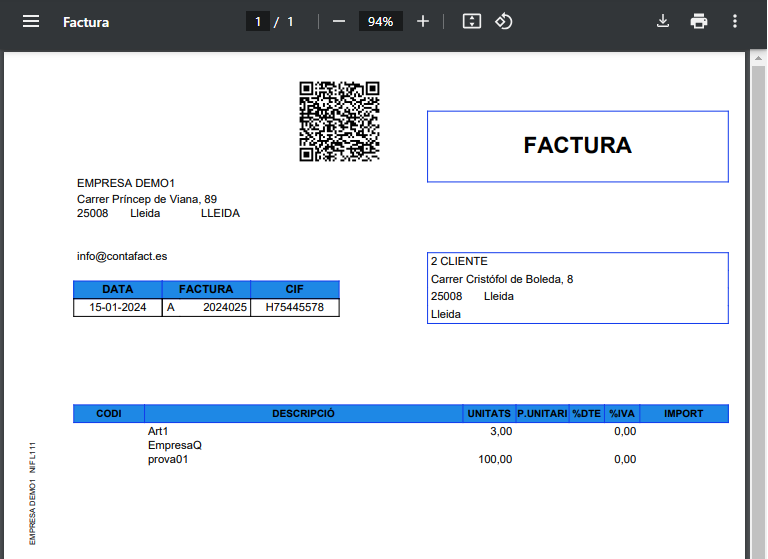 Factura
1 / 1
94%
FACTURA
EMPRESA DEMO1
Carrer Príncep de Viana, 89
25008 Lleida LLEIDA
info@contafact.es
2 CLIENTE
Carrer Cristófol de Boleda, 8
25008 Lleida
Lleida
DATA FACTURA CIF
15-01-2024 A 2024025 H75445578
CODI DESCRIPCIÓ UNITATS P.UNITARI %DTE %IVA IMPORT
Art1 3,00 0,00
EmpresaQ
prova01 100,00 0,00
EMPRESA DEMO1 NIF L111